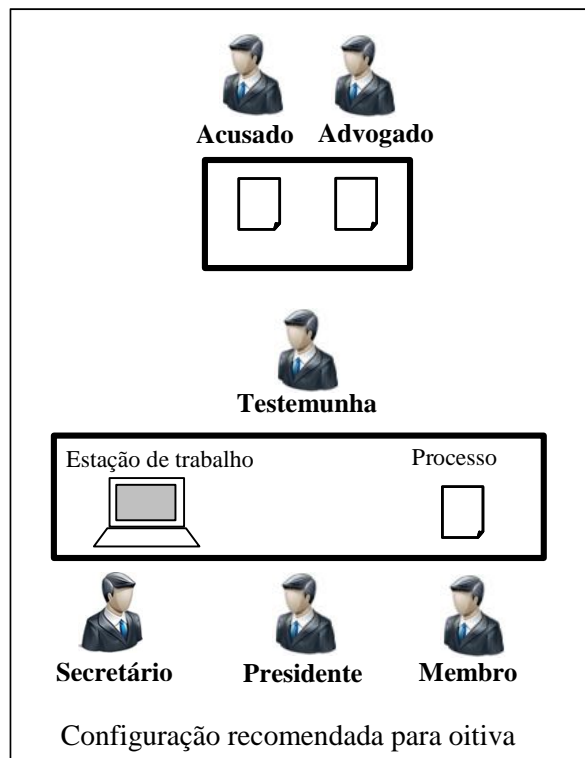 Acusado Advogado
Testemunha
Estação de trabalho Processo
Secretário Presidente Membro
Configuração recomendada para oitiva